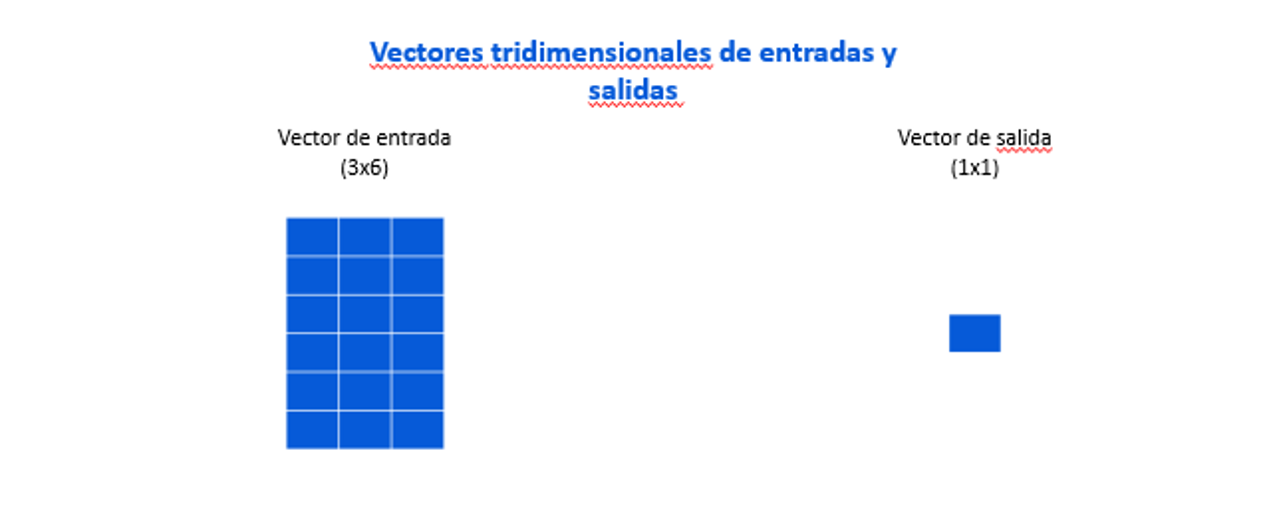 Vectores tridimensionales de entradas y
salidas
Vector de entrada
(3x6)
Vector de salida
(1x1)